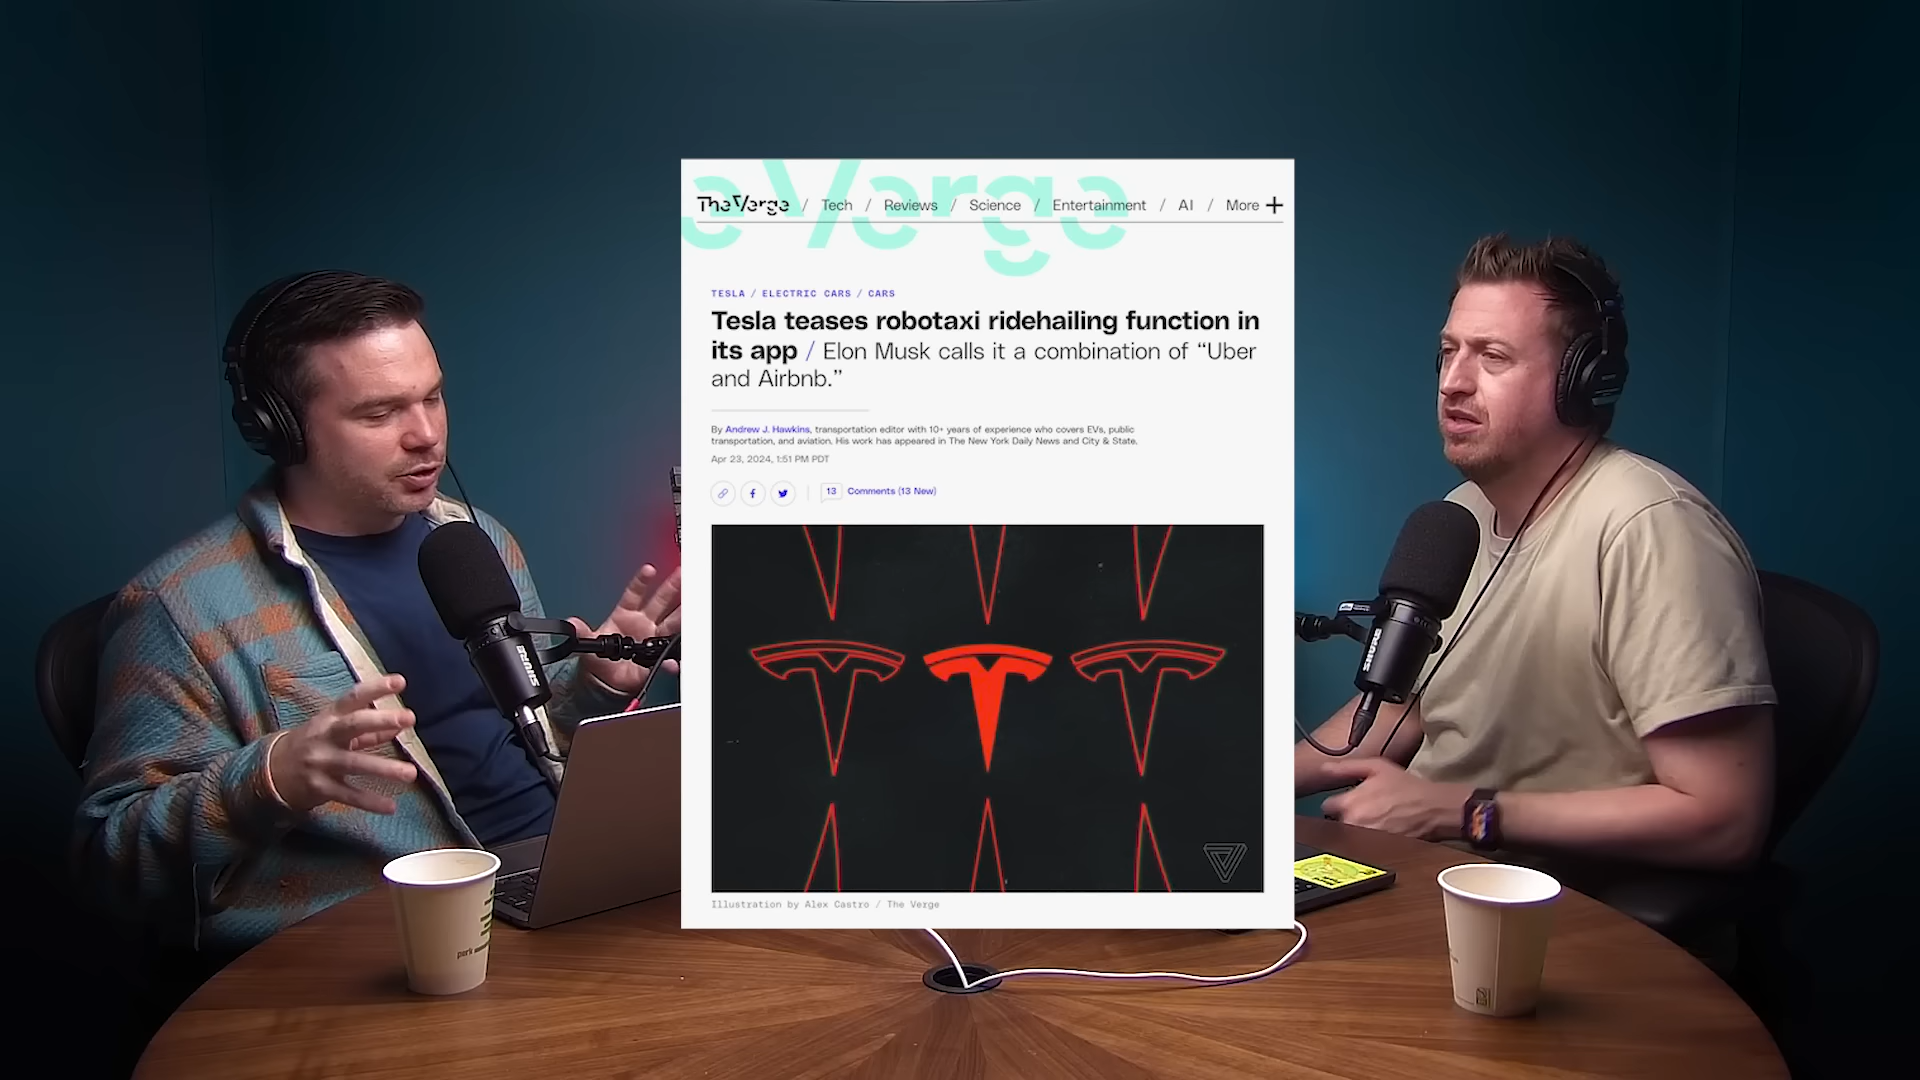 eVerge
The Verge / Tech / Reviews / Science / Entertainment / AI / More +
TESLA / ELECTRIC CARS / CARS
Tesla teases robotaxi ridehailing function in
its app / Elon Musk calls it a combination of “Uber
and Airbnb.”
By Andrew J. Hawkins, transportation editor with 10+ years of experience who covers EVs, public
transportation, and aviation. His work has appeared in The New York Daily News and City & State.
Apr 23, 2024, 1:51 PM PDT
13 Comments (13 New)
Illustration by Alex Castro / The Verge
SHURE
SHURE